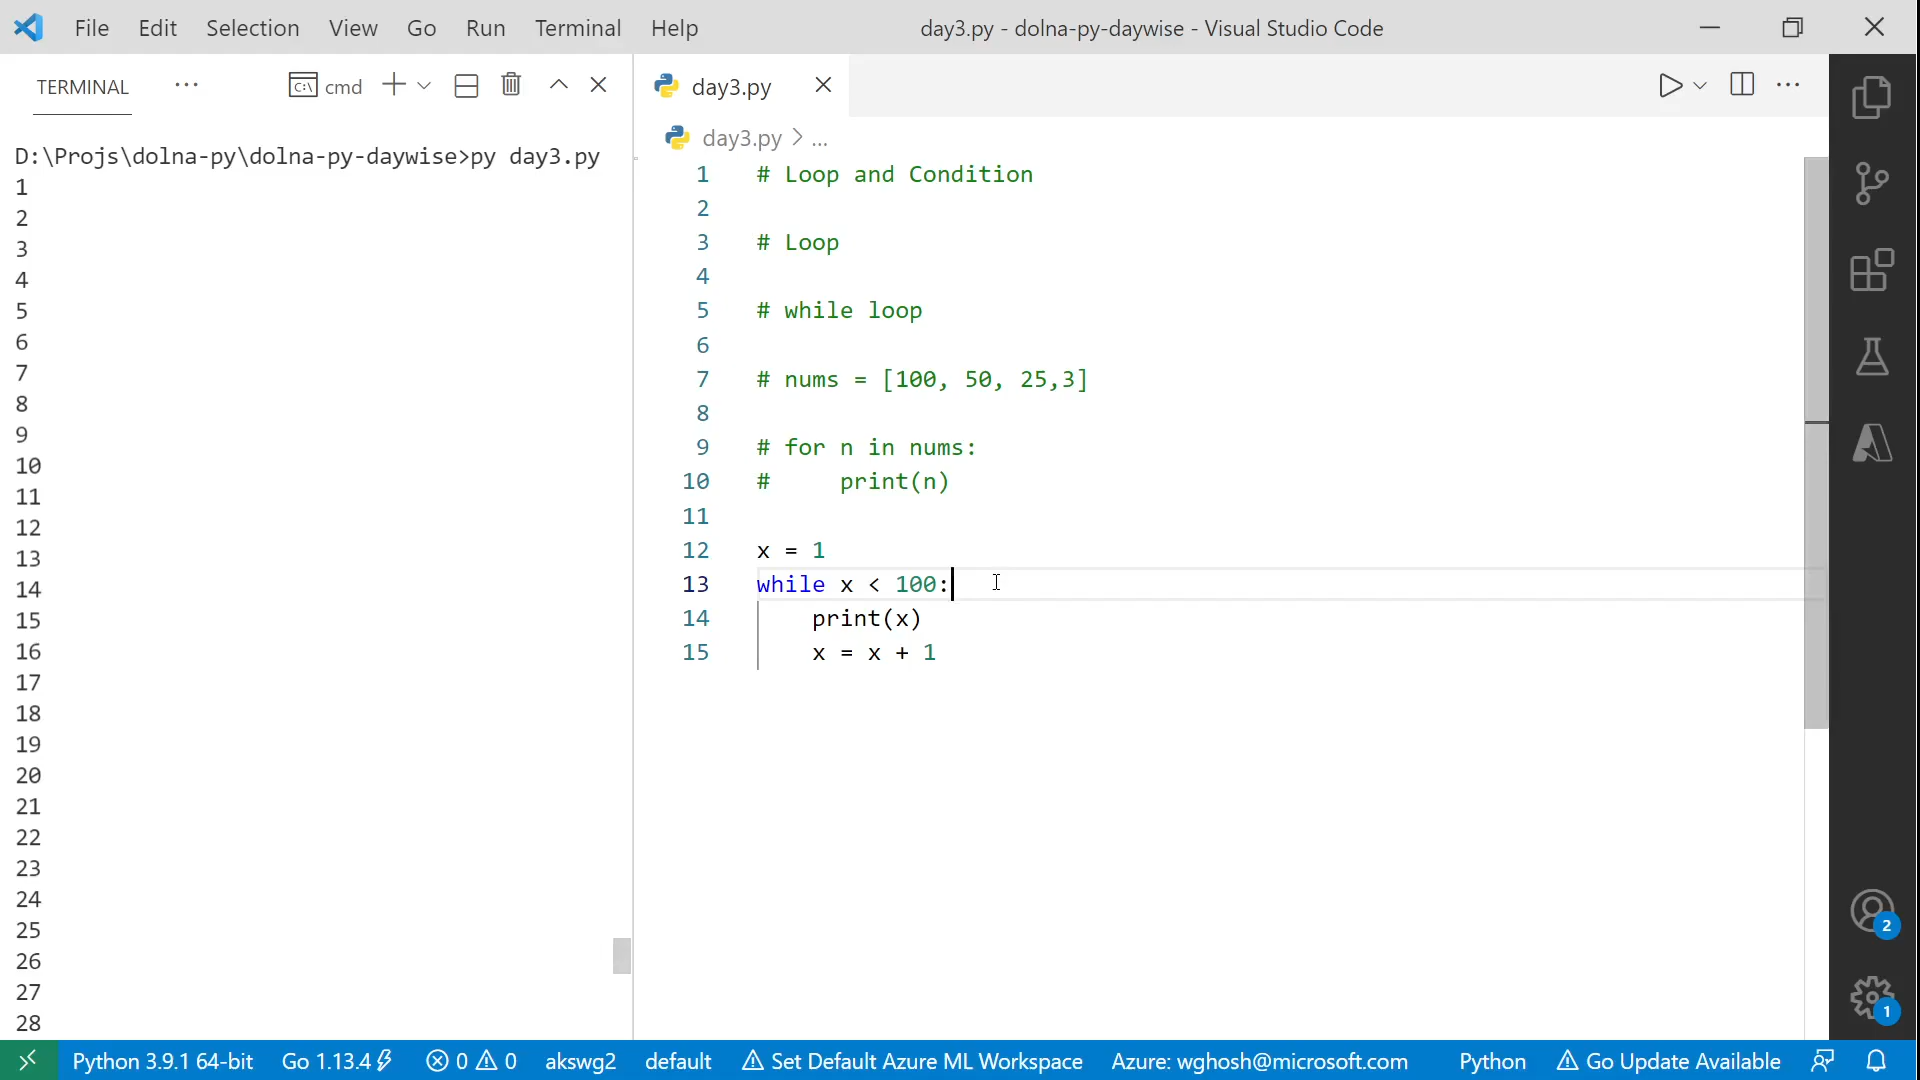 File Edit Selection View Go Run Terminal Help
day3.py - dolna-py-daywise - Visual Studio Code
TERMINAL
cmd
D:\Projs\dolna-py\dolna-py-daywise>py day3.py
1
2
3
4
5
6
7
8
9
10
11
12
13
14
15
16
17
18
19
20
21
22
23
24
25
26
27
28
day3.py
day3.py > ...
1 # Loop and Condition
2
3 # Loop
4
5 # while loop
6
7 # nums = [100, 50, 25,3]
8
9 # for n in nums:
10 #     print(n)
11
12 x = 1
13 while x < 100:
14     print(x)
15     x = x + 1
2
1
Python 3.9.1 64-bit Go 1.13.4 0 0 akswg2 default Set Default Azure ML Workspace Azure: wghosh@microsoft.com Python Go Update Available